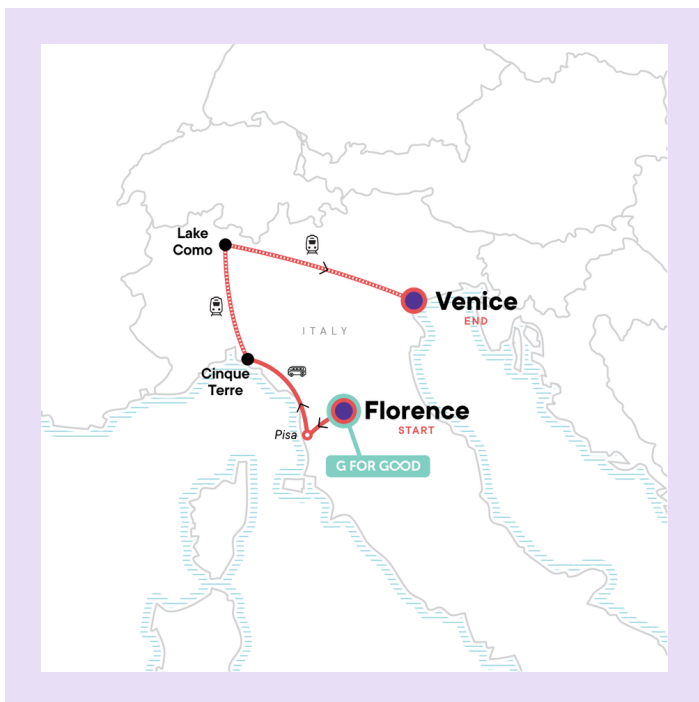 Lake
Como
Venice
END
ITALY
Cinque
Terre
Florence
START
Pisa
G FOR GOOD